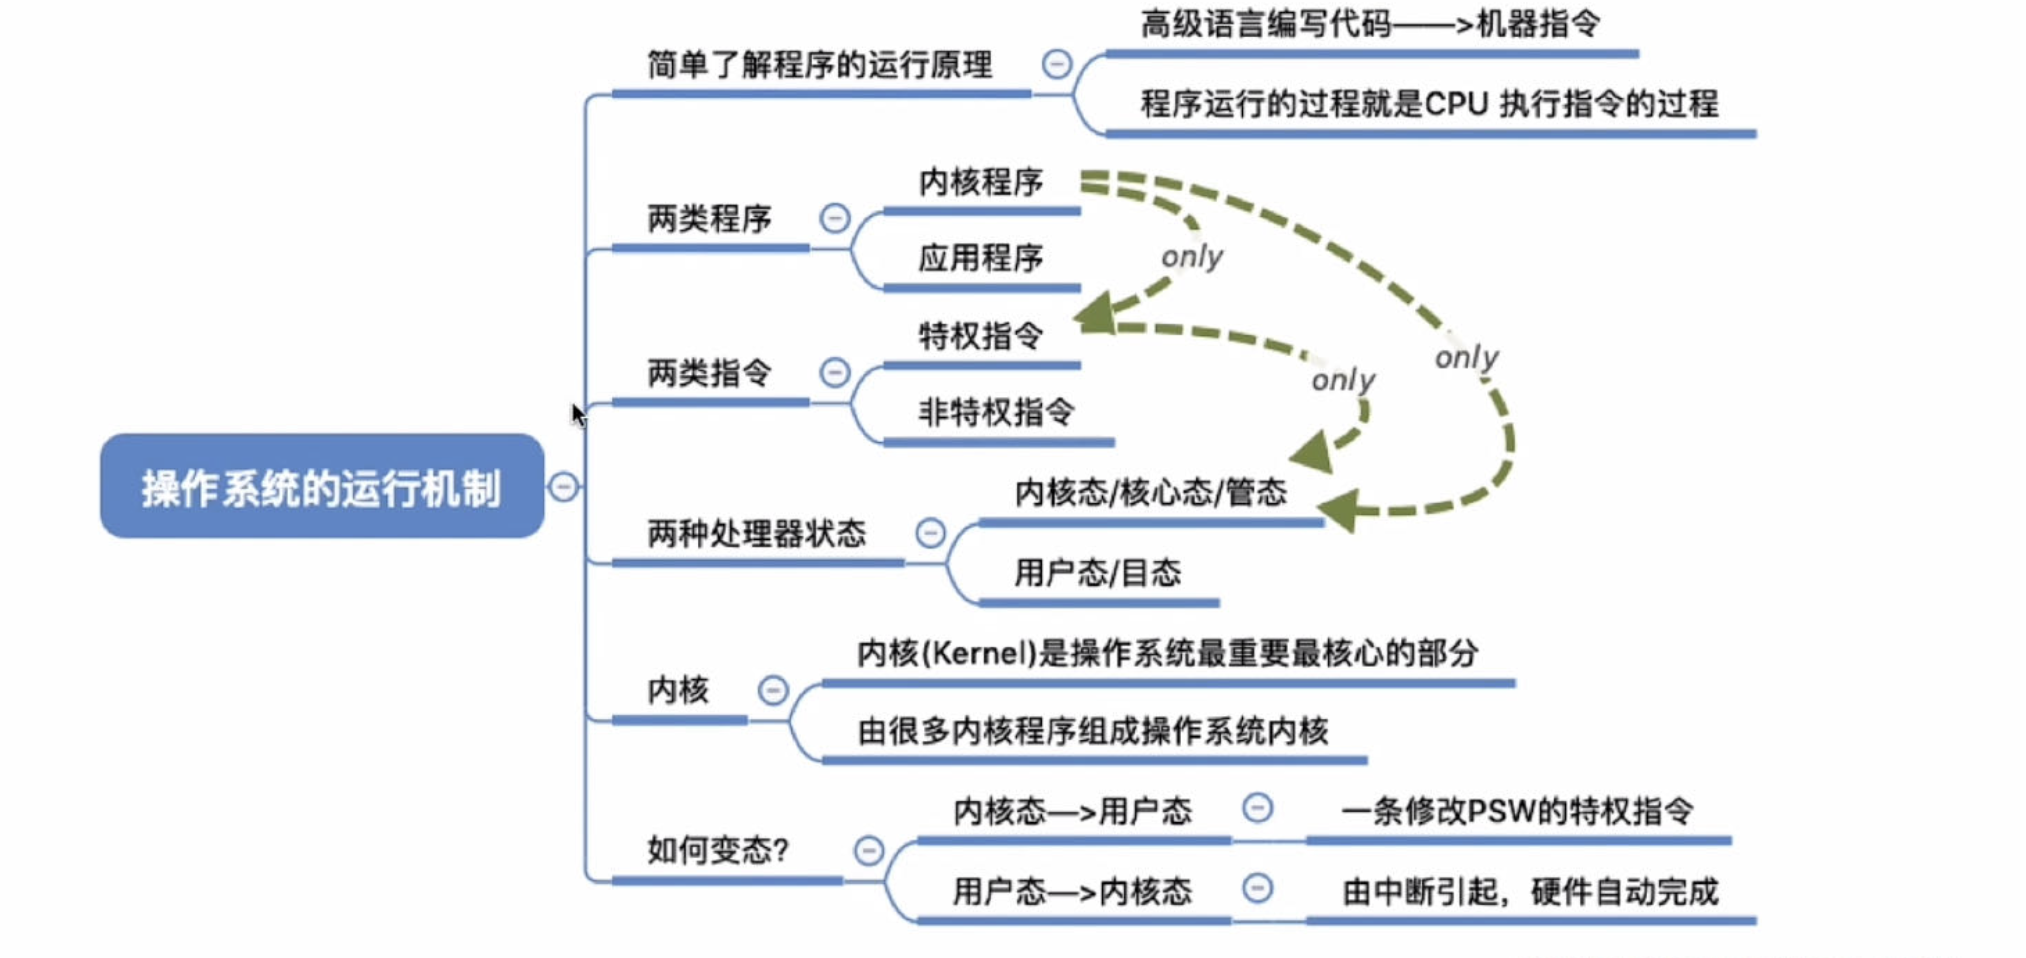 高级语言编写代码——>机器指令
简单了解程序的运行原理
程序运行的过程就是CPU 执行指令的过程
内核程序
两类程序
应用程序
only
特权指令
only
only
两类指令
非特权指令
操作系统的运行机制
内核态/核心态/管态
两种处理器状态
用户态/目态
内核(Kernel)是操作系统最重要最核心的部分
内核
由很多内核程序组成操作系统内核
内核态—>用户态
一条修改PSW的特权指令
如何变态?
用户态—>内核态
由中断引起，硬件自动完成